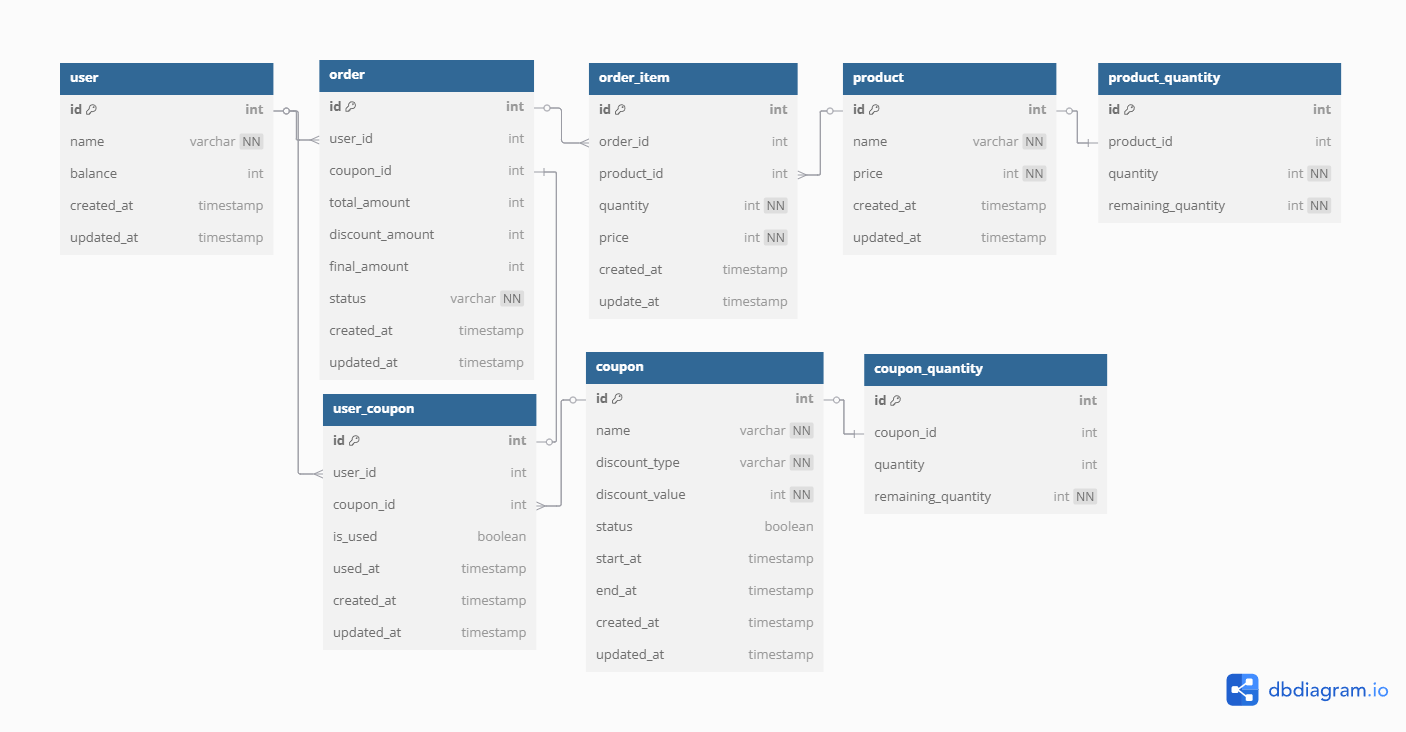 user
id int
name varchar NN
balance int
created_at timestamp
updated_at timestamp
order
id int
user_id int
coupon_id int
total_amount int
discount_amount int
final_amount int
status varchar NN
created_at timestamp
updated_at timestamp
order_item
id int
order_id int
product_id int
quantity int NN
price int NN
created_at timestamp
update_at timestamp
product
id int
name varchar NN
price int NN
created_at timestamp
updated_at timestamp
product_quantity
id int
product_id int
quantity int NN
remaining_quantity int NN
user_coupon
id int
user_id int
coupon_id int
is_used boolean
used_at timestamp
created_at timestamp
updated_at timestamp
coupon
id int
name varchar NN
discount_type varchar NN
discount_value int NN
status boolean
start_at timestamp
end_at timestamp
created_at timestamp
updated_at timestamp
coupon_quantity
id int
coupon_id int
quantity int
remaining_quantity int NN
dbdiagram.io